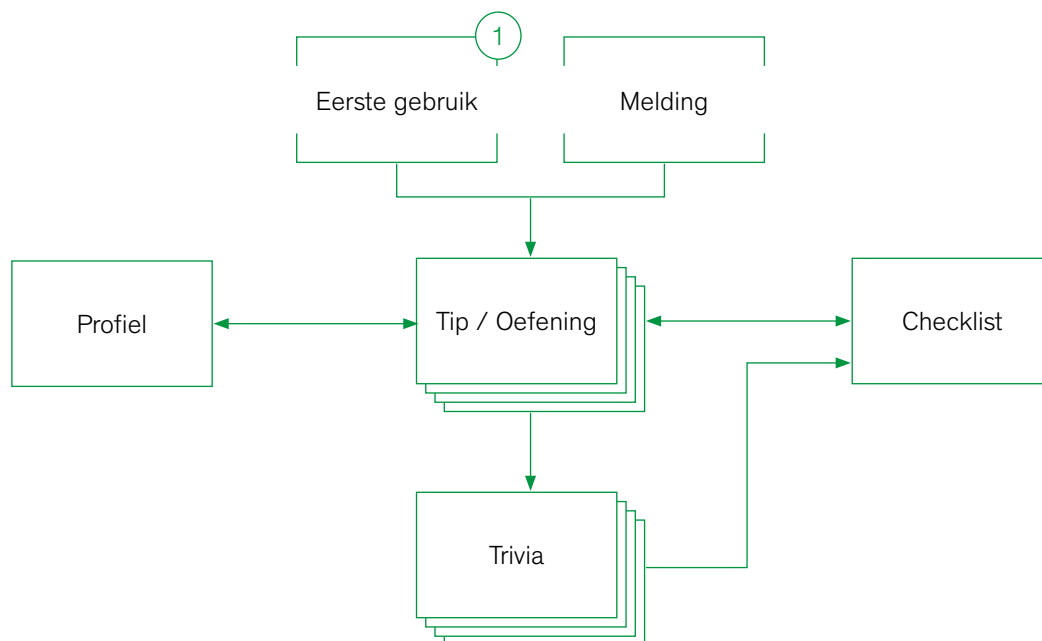 1
Eerste gebruik
Melding
Profiel
Tip / Oefening
Checklist
Trivia